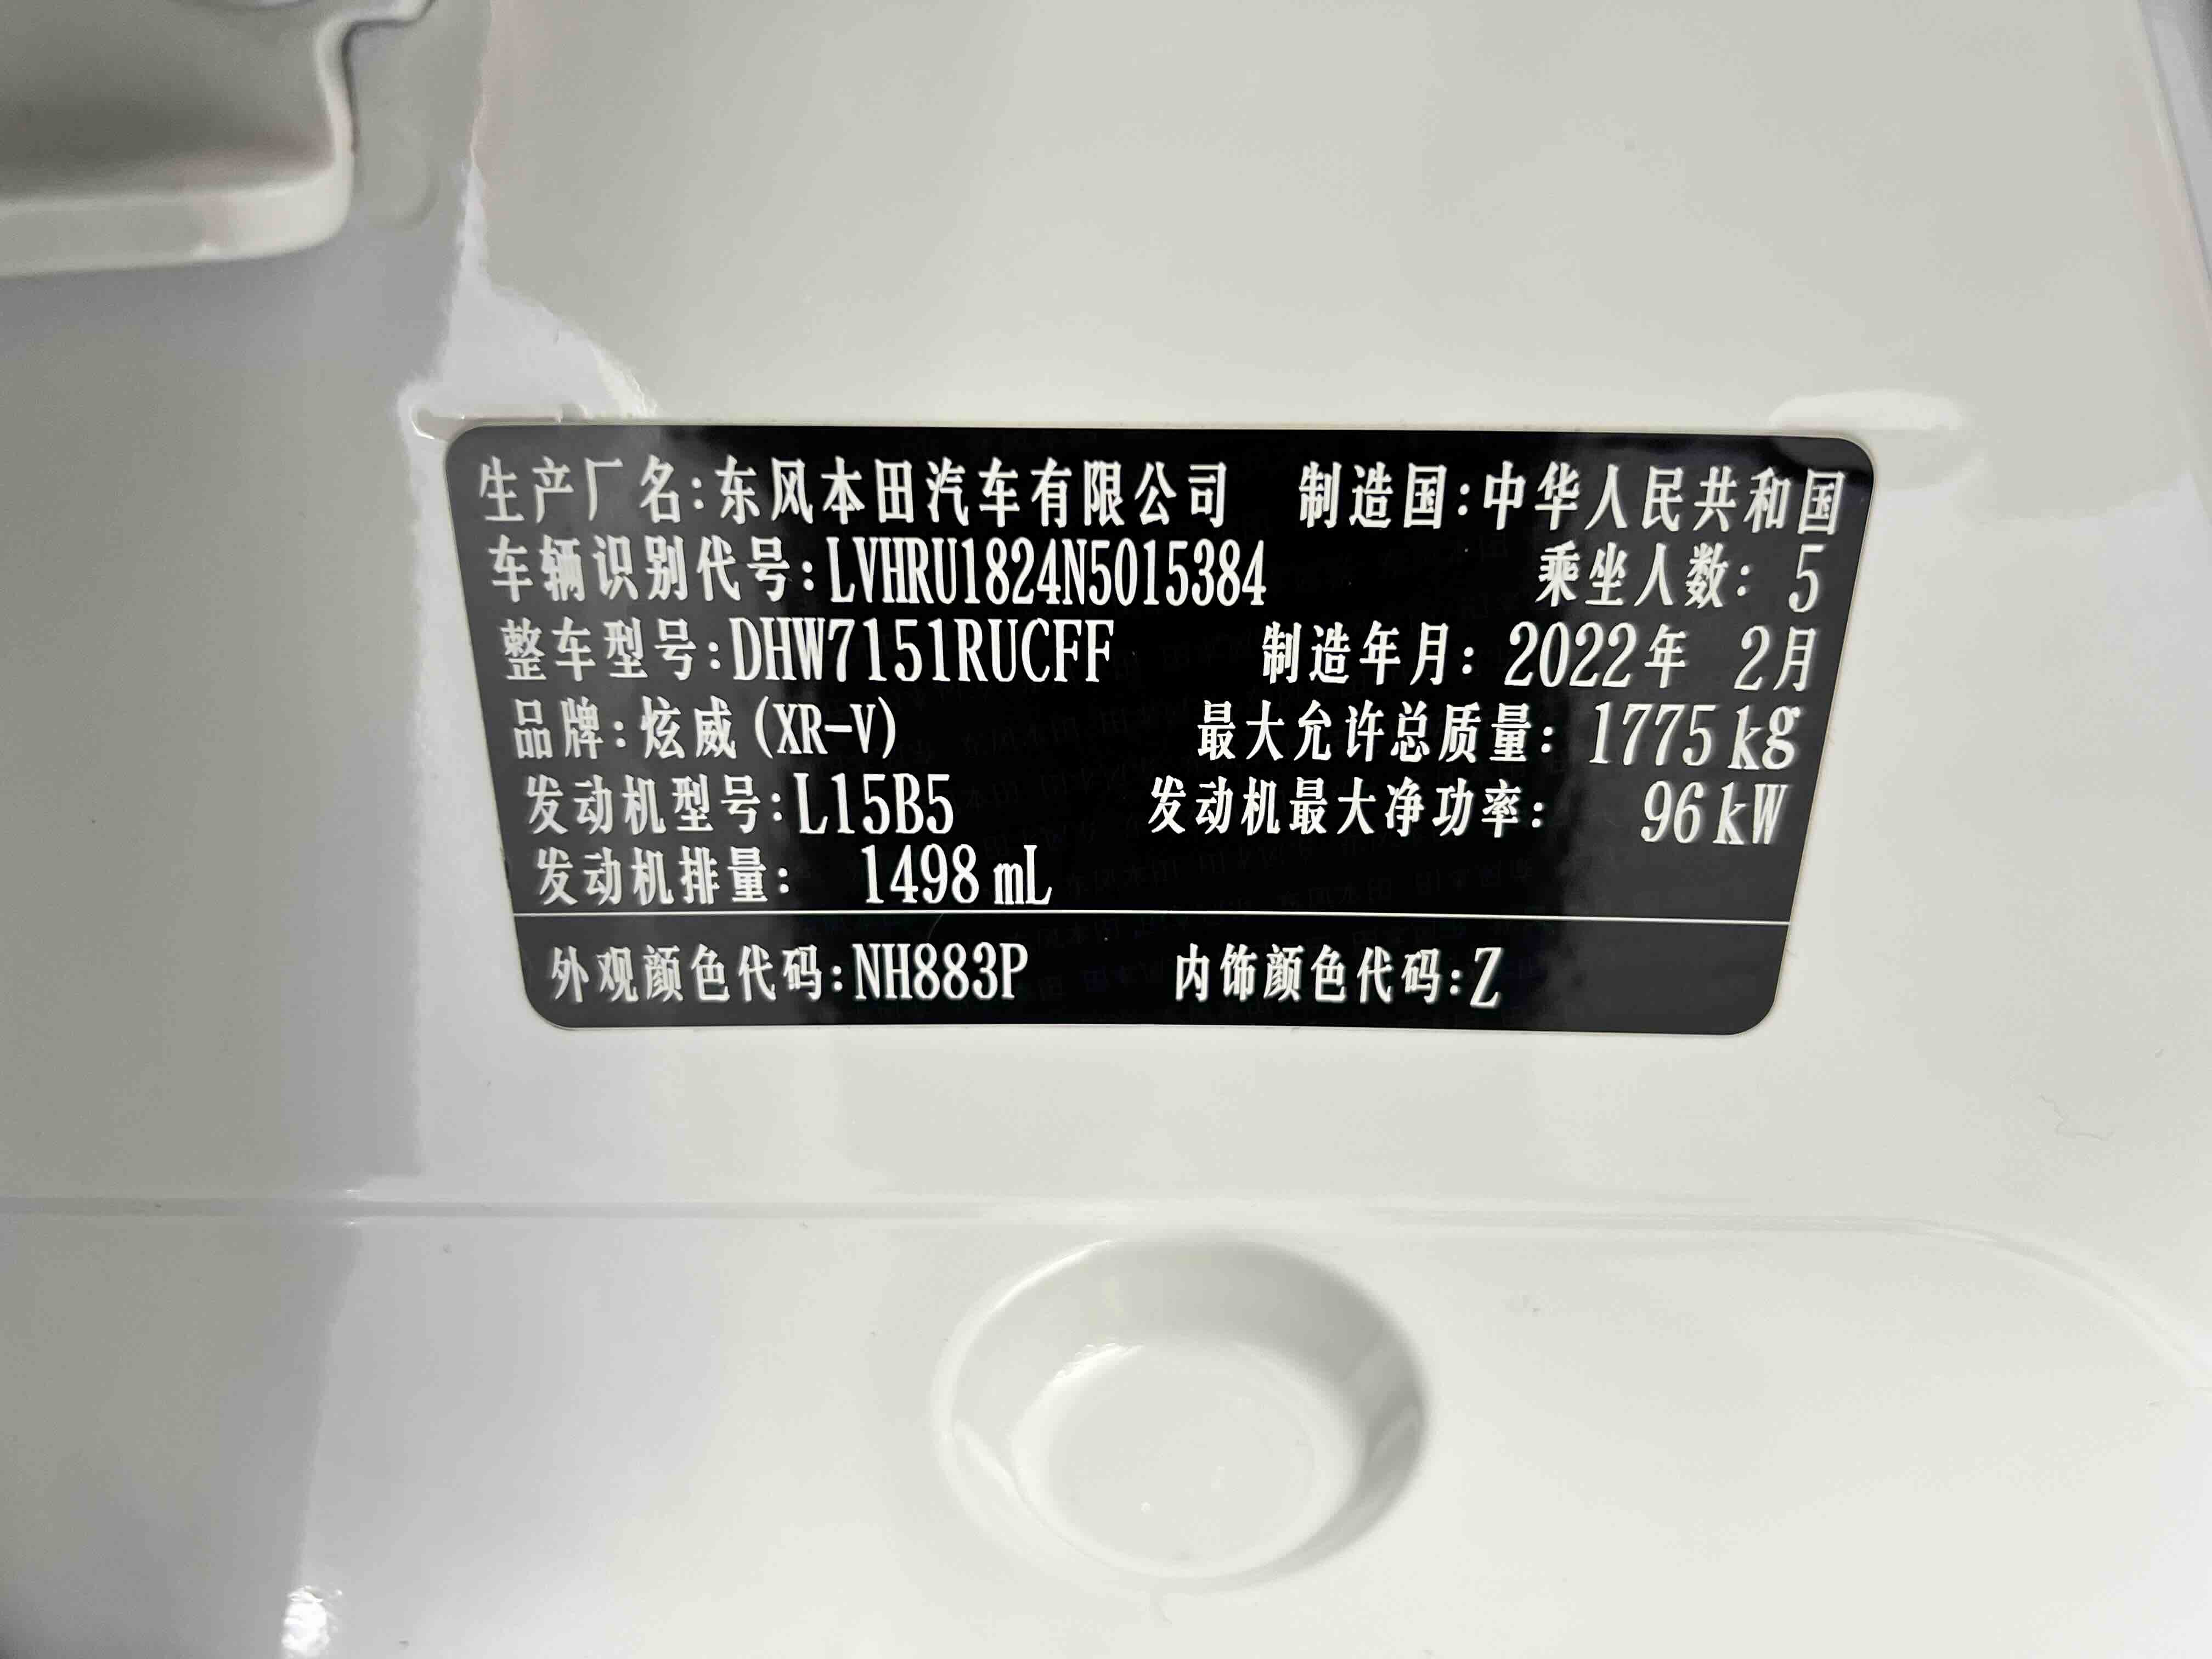 生产厂名:东风本田汽车有限公司 制造国:中华人民共和国
车辆识别代号:LVHRU1824N5015384 乘坐人数: 5
整车型号:DHW7151RUCFF 制造年月: 2022年 2月
品牌:炫威(XR-V) 最大允许总质量: 1775kg
发动机型号:L15B5 发动机最大净功率: 96kW
发动机排量: 1498mL
外观颜色代码:NH883P 内饰颜色代码:Z